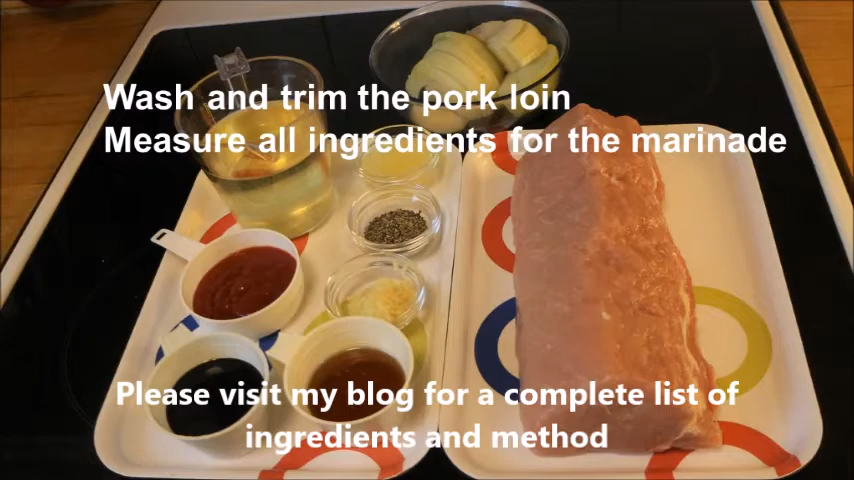 Wash and trim the pork loin
Measure all ingredients for the marinade
Please visit my blog for a complete list of
ingredients and method